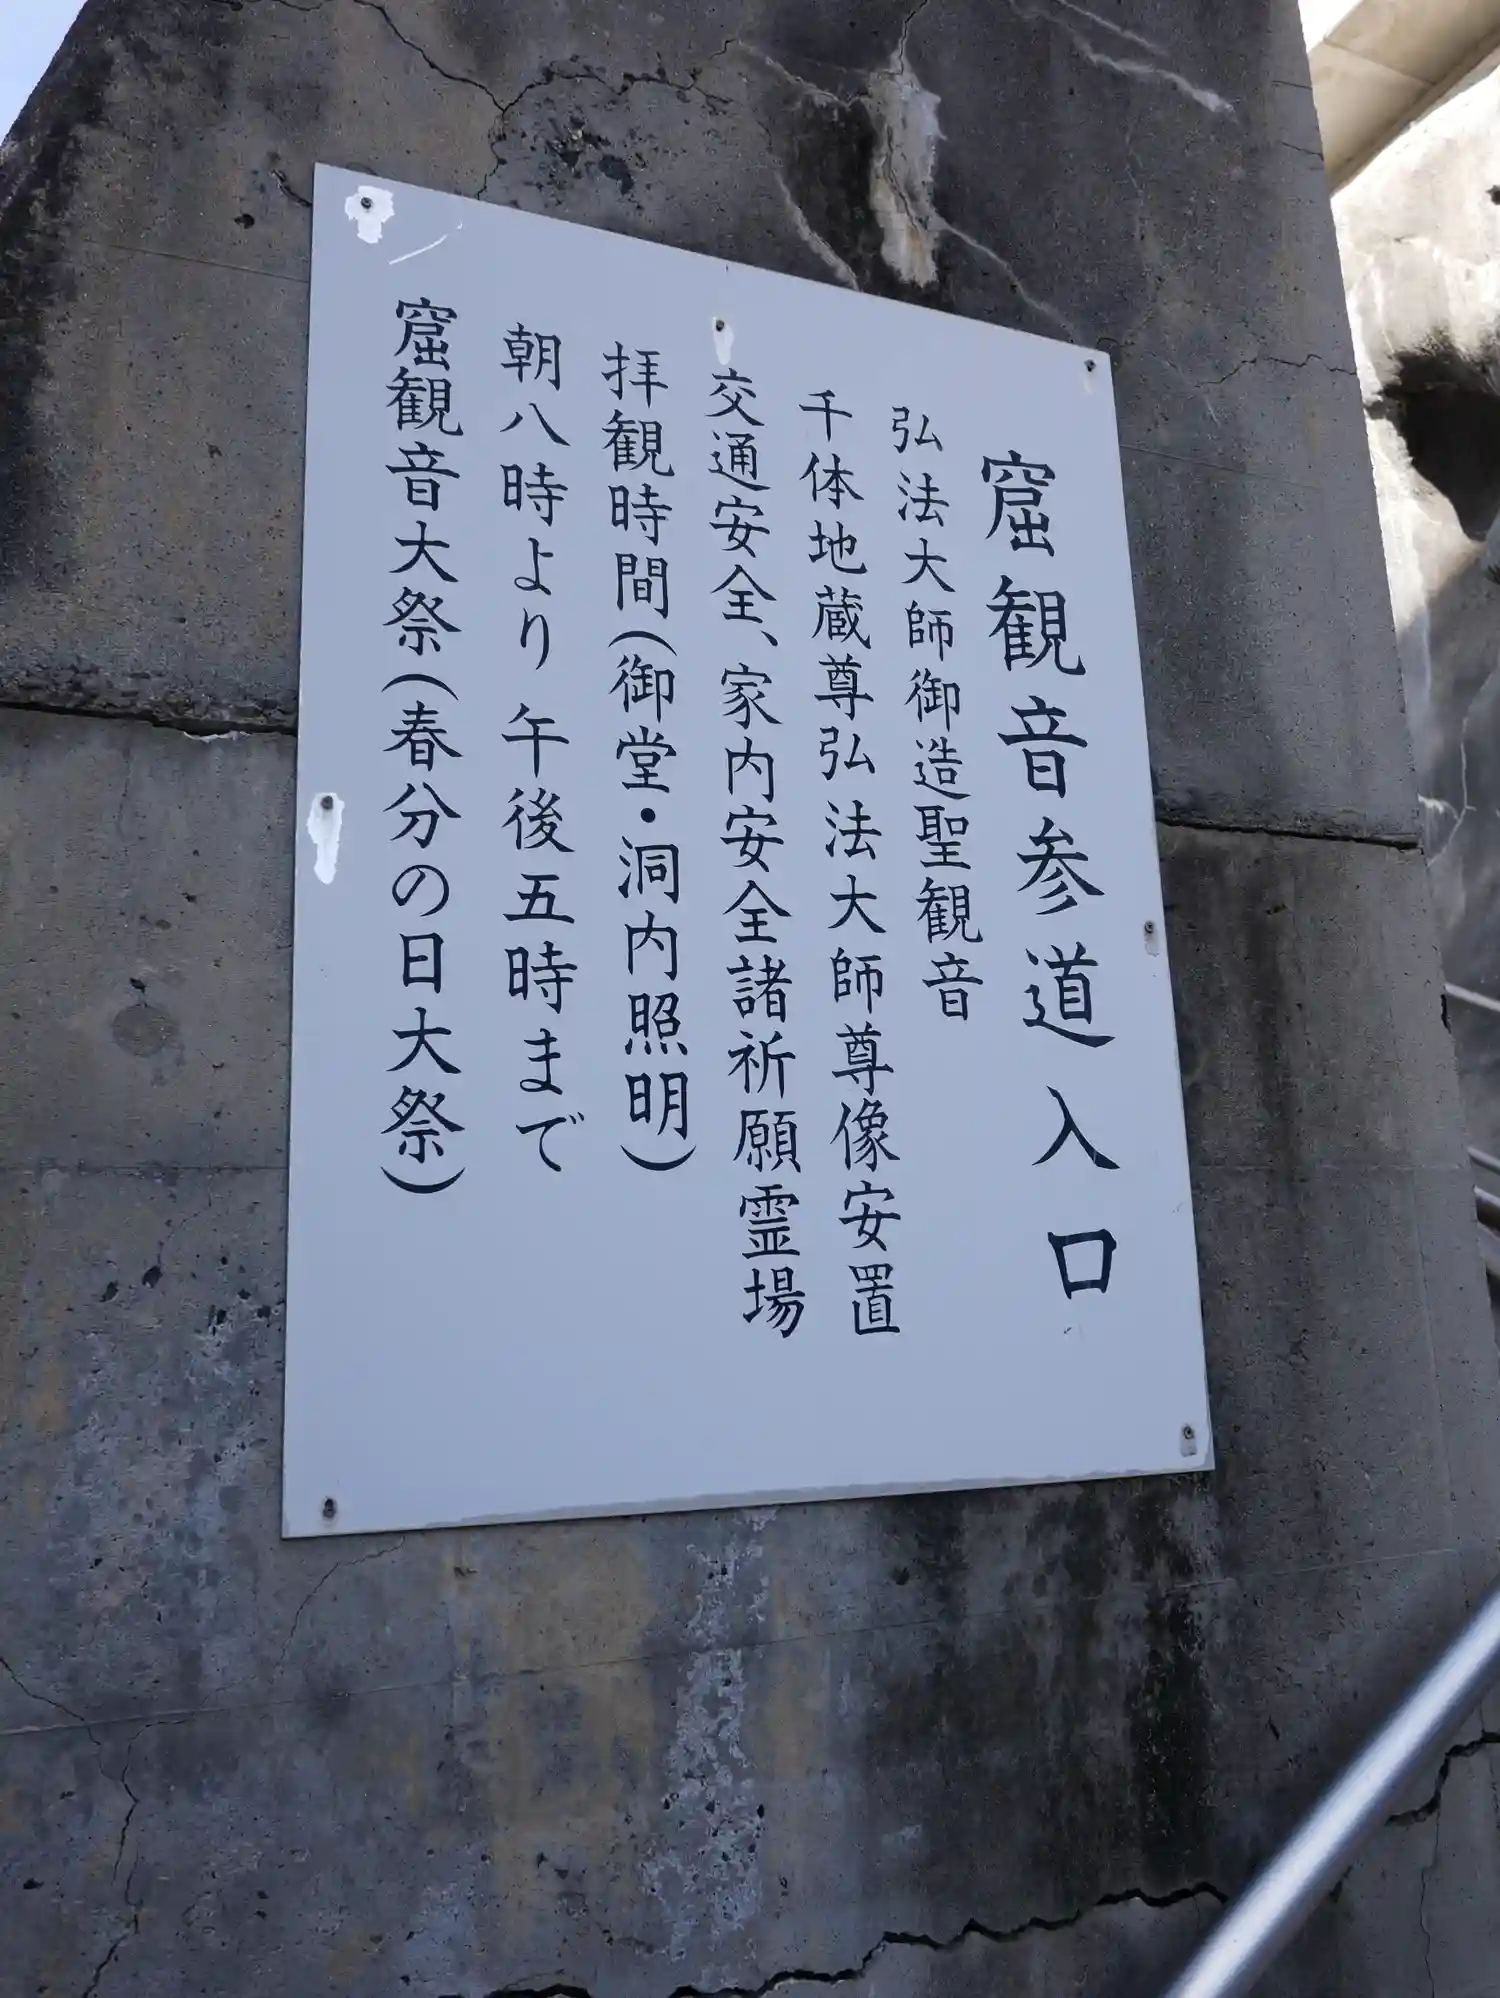 窟観音参道入口
弘法大師御造聖観音
千体地蔵尊弘法大師尊像安置
交通安全、家内安全諸祈願霊場
拝観時間(御堂・洞内照明)
朝八時より午後五時まで
窟観音大祭(春分の日大祭)